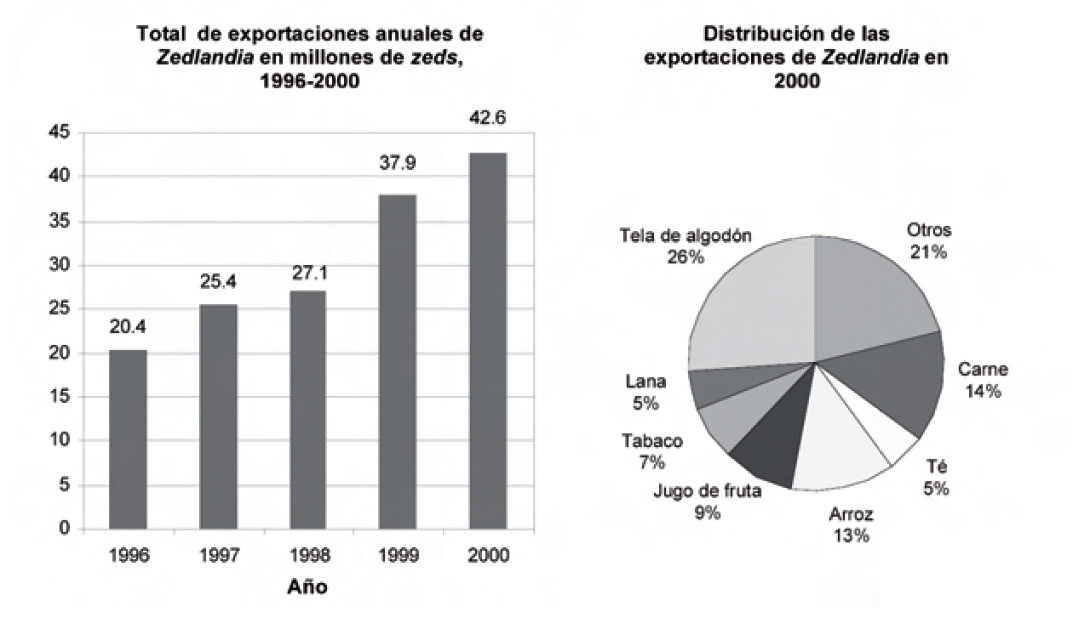 Total de exportaciones anuales de
Zedlandia en millones de zeds,
1996-2000
45
40
35
30
25
20
15
10
5
0
20.4
25.4
27.1
37.9
42.6
1996
1997
1998
1999
2000
Año
Distribución de las
exportaciones de Zedlandia en
2000
Otros
21%
Carne
14%
Té
5%
Arroz
13%
Jugo de fruta
9%
Tabaco
7%
Lana
5%
Tela de algodón
26%